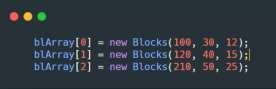 blArray[0] = new Blocks(100, 30, 12);
blArray[1] = new Blocks(120, 40, 15);
blArray[2] = new Blocks(210, 50, 25);